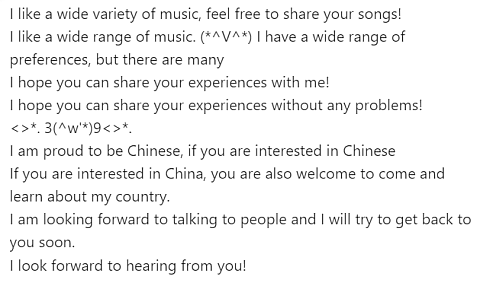 I like a wide variety of music, feel free to share your songs!
I like a wide range of music. (*^V^*) I have a wide range of
preferences, but there are many
I hope you can share your experiences with me!
I hope you can share your experiences without any problems!
<>*. 3(^w'*)9<>*.
I am proud to be Chinese, if you are interested in Chinese
If you are interested in China, you are also welcome to come and
learn about my country.
I am looking forward to talking to people and I will try to get back to
you soon.
I look forward to hearing from you!